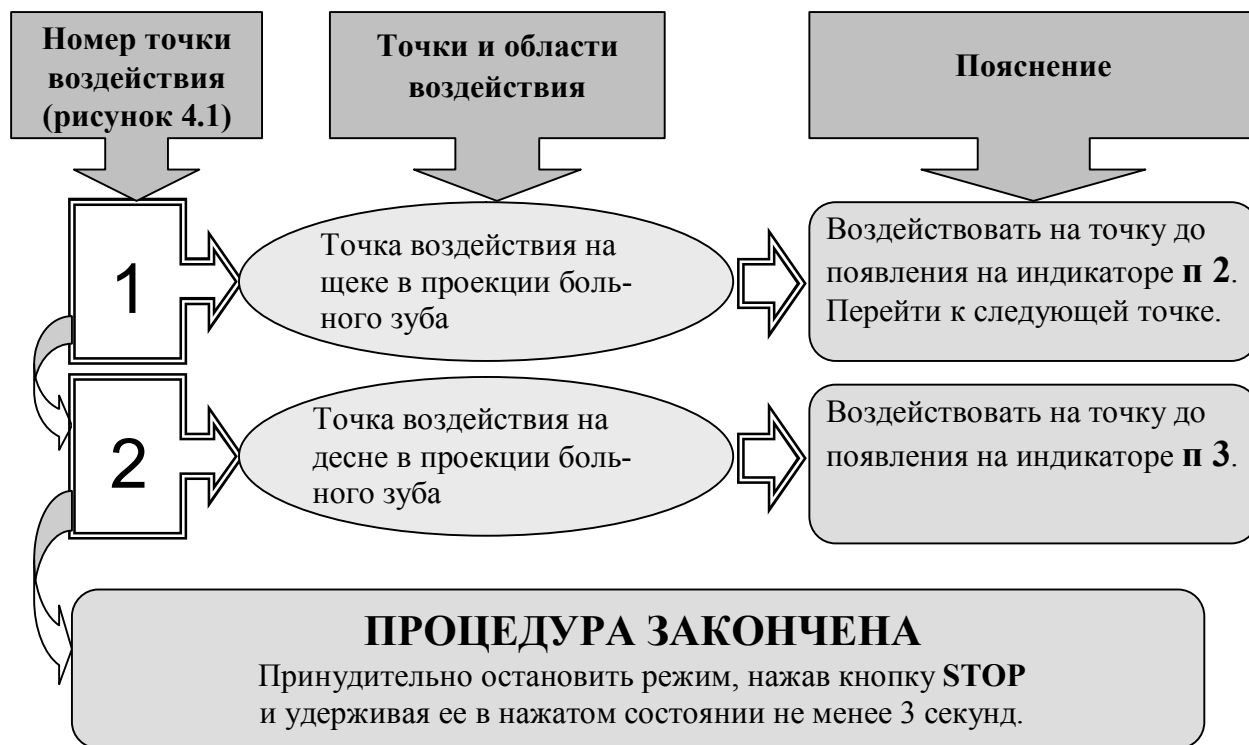 Номер точки
воздействия
(рисунок 4.1)
Точки и области
воздействия
Пояснение
1
Точка воздействия на
щеке в проекции боль-
ного зуба
Воздействовать на точку до
появления на индикаторе п 2.
Перейти к следующей точке.
2
Точка воздействия на
десне в проекции боль-
ного зуба
Воздействовать на точку до
появления на индикаторе п 3.
ПРОЦЕДУРА ЗАКОНЧЕНА
Принудительно остановить режим, нажав кнопку STOP
и удерживая ее в нажатом состоянии не менее 3 секунд.